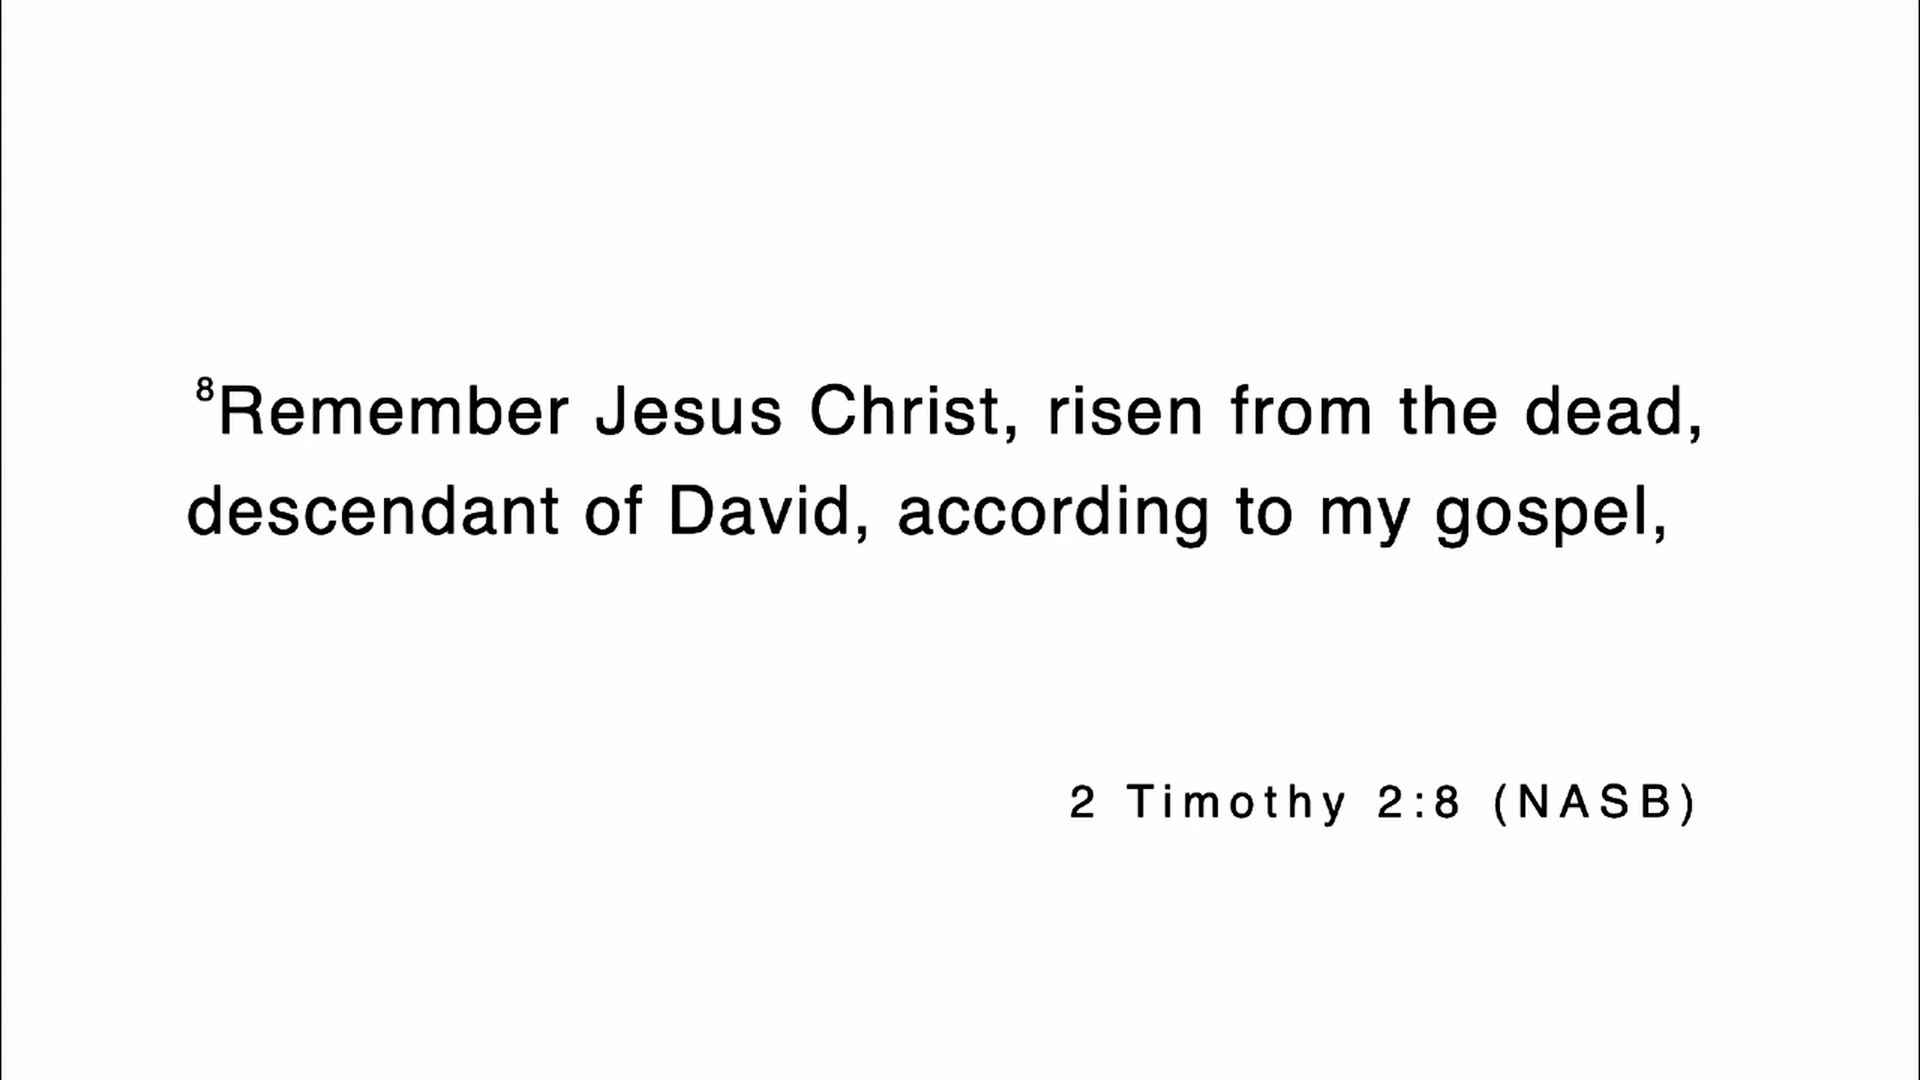 ⁸Remember Jesus Christ, risen from the dead,
descendant of David, according to my gospel,
2 Timothy 2:8 (NASB)